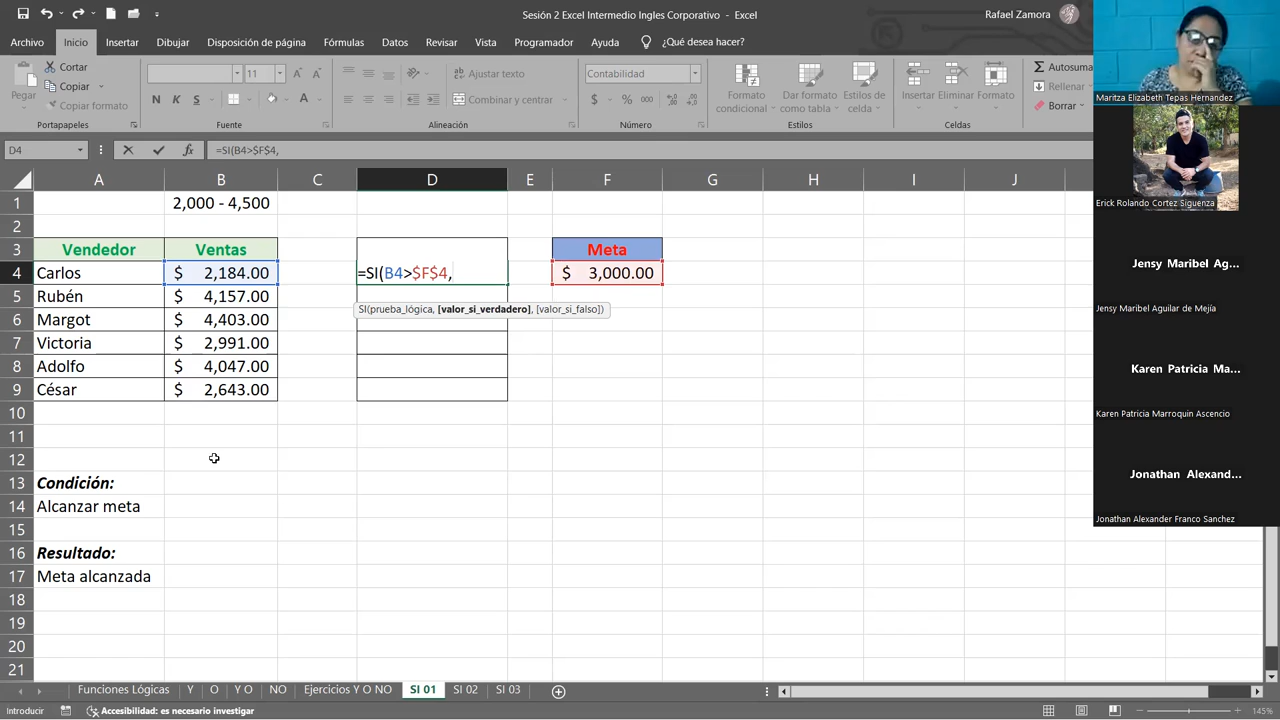 Sesión 2 Excel Intermedio Ingles Corporativo - Excel
Rafael Zamora
Archivo Inicio Insertar Dibujar Disposición de página Fórmulas Datos Revisar Vista Programador Ayuda ¿Qué desea hacer?
Pegar
Cortar
Copiar
Copiar formato
Portapapeles
11
N K S
Fuente
Ajustar texto
Combinar y centrar
Alineación
Contabilidad
$ % 000
Número
Formato condicional
Dar formato como tabla
Estilos de celda
Estilos
Insertar Eliminar Formato
Celdas
Autosuma
Rellenar
Borrar
D4 fx =SI(B4>$F$4,
A B C D E F G H I J
1 2,000 - 4,500
2
3 Vendedor Ventas Meta
4 Carlos $ 2,184.00 =SI(B4>$F$4, $ 3,000.00
SI(prueba_lógica, [valor_si_verdadero], [valor_si_falso])
5 Rubén $ 4,157.00
6 Margot $ 4,403.00
7 Victoria $ 2,991.00
8 Adolfo $ 4,047.00
9 César $ 2,643.00
10
11
12
13 Condición:
14 Alcanzar meta
15
16 Resultado:
17 Meta alcanzada
18
19
20
21
Funciones Lógicas Y O Y O NO Ejercicios Y O NO SI 01 SI 02 SI 03
Introducir Accesibilidad: es necesario investigar 145%
Maritza Elizabeth Tepas Hernandez
Erick Rolando Cortez Siguenza
Jensy Maribel Ag...
Jensy Maribel Aguilar de Mejía
Karen Patricia Ma...
Karen Patricia Marroquin Ascencio
Jonathan Alexand...
Jonathan Alexander Franco Sanchez